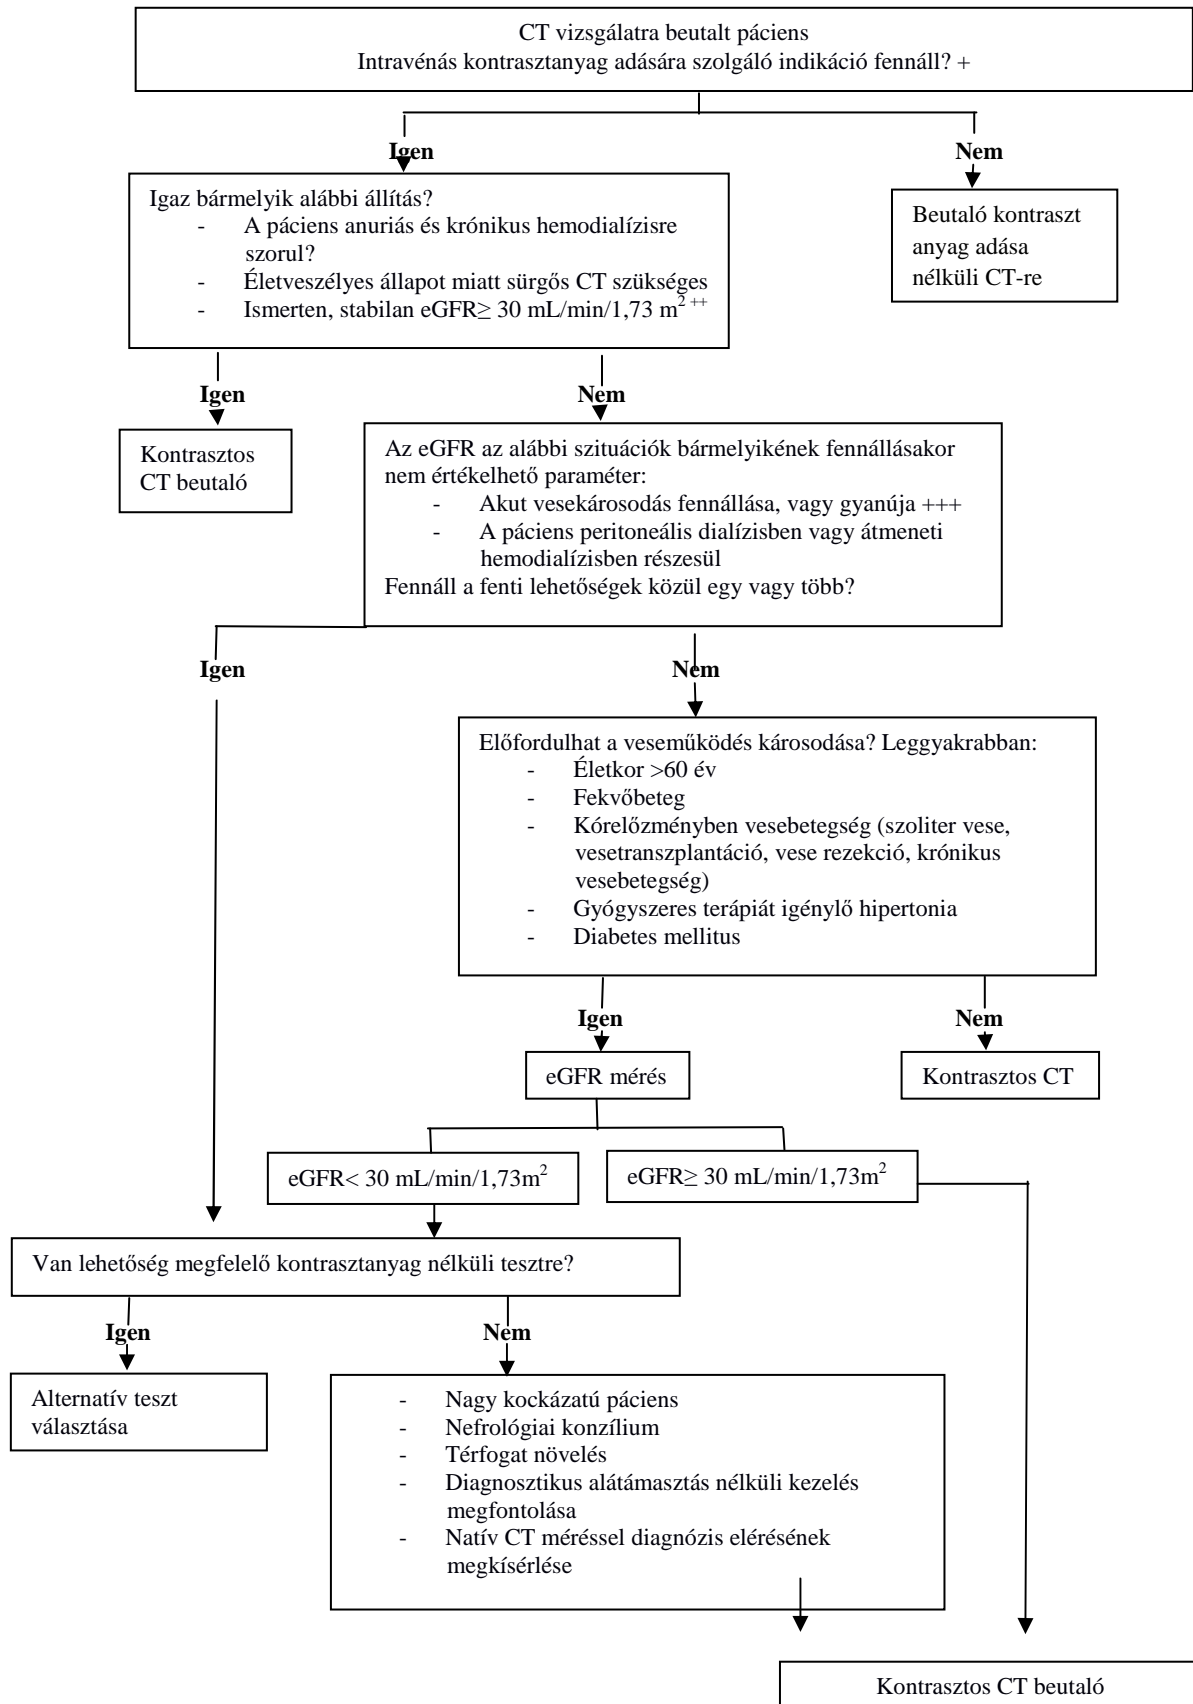 CT vizsgálatra beutalt páciens
Intravénás kontrasztanyag adására szolgáló indikáció fennáll? +
Igen
Nem
Igaz bármelyik alábbi állítás?
- A páciens anuriás és krónikus hemodialízisre
szorul?
- Életveszélyes állapot miatt sürgős CT szükséges
- Ismerten, stabilan eGFR≥ 30 mL/min/1,73 m² ⁺⁺
Beutaló kontraszt
anyag adása
nélküli CT-re
Igen
Nem
Kontrasztos
CT beutaló
Az eGFR az alábbi szituációk bármelyikének fennállásakor
nem értékelhető paraméter:
- Akut vesekárosodás fennállása, vagy gyanúja +++
- A páciens peritoneális dialízisben vagy átmeneti
hemodialízisben részesül
Fennáll a fenti lehetőségek közül egy vagy több?
Igen
Nem
Előfordulhat a veseműködés károsodása? Leggyakrabban:
- Életkor >60 év
- Fekvőbeteg
- Kórelőzményben vesebetegség (szoliter vese,
vesetranszplantáció, vese rezekció, krónikus
vesebetegség)
- Gyógyszeres terápiát igénylő hipertonia
- Diabetes mellitus
Igen
Nem
eGFR mérés
Kontrasztos CT
eGFR< 30 mL/min/1,73m²
eGFR≥ 30 mL/min/1,73m²
Van lehetőség megfelelő kontrasztanyag nélküli tesztre?
Igen
Nem
Alternatív teszt
választása
- Nagy kockázatú páciens
- Nefrológiai konzílium
- Térfogat növelés
- Diagnosztikus alátámasztás nélküli kezelés
megfontolása
- Natív CT méréssel diagnózis elérésének
megkísérlése
Kontrasztos CT beutaló